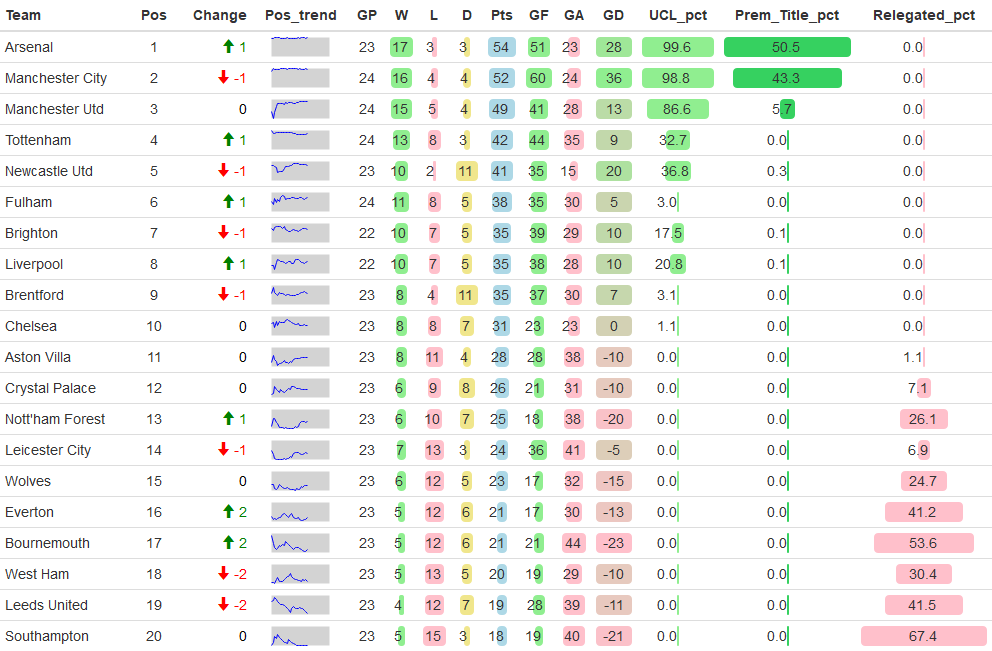 Team Pos Change Pos_trend GP W L D Pts GF GA GD UCL_pct Prem_Title_pct Relegated_pct
Arsenal 1 1 23 17 3 3 54 51 23 28 99.6 50.5 0.0
Manchester City 2 -1 24 16 4 4 52 60 24 36 98.8 43.3 0.0
Manchester Utd 3 0 24 15 5 4 49 41 28 13 86.6 5.7 0.0
Tottenham 4 1 24 13 8 3 42 44 35 9 32.7 0.0 0.0
Newcastle Utd 5 -1 23 10 2 11 41 35 15 20 36.8 0.3 0.0
Fulham 6 1 24 11 8 5 38 35 30 5 3.0 0.0 0.0
Brighton 7 -1 22 10 7 5 35 39 29 10 17.5 0.1 0.0
Liverpool 8 1 22 10 7 5 35 38 28 10 20.8 0.1 0.0
Brentford 9 -1 23 8 4 11 35 37 30 7 3.1 0.0 0.0
Chelsea 10 0 23 8 8 7 31 23 23 0 1.1 0.0 0.0
Aston Villa 11 0 23 8 11 4 28 28 38 -10 0.0 0.0 1.1
Crystal Palace 12 0 23 6 9 8 26 21 31 -10 0.0 0.0 7.1
Nott'ham Forest 13 1 23 6 10 7 25 18 38 -20 0.0 0.0 26.1
Leicester City 14 -1 23 7 13 3 24 36 41 -5 0.0 0.0 6.9
Wolves 15 0 23 6 12 5 23 17 32 -15 0.0 0.0 24.7
Everton 16 2 23 5 12 6 21 17 30 -13 0.0 0.0 41.2
Bournemouth 17 2 23 5 12 6 21 21 44 -23 0.0 0.0 53.6
West Ham 18 -2 23 5 13 5 20 19 29 -10 0.0 0.0 30.4
Leeds United 19 -2 23 4 12 7 19 28 39 -11 0.0 0.0 41.5
Southampton 20 0 23 5 15 3 18 19 40 -21 0.0 0.0 67.4